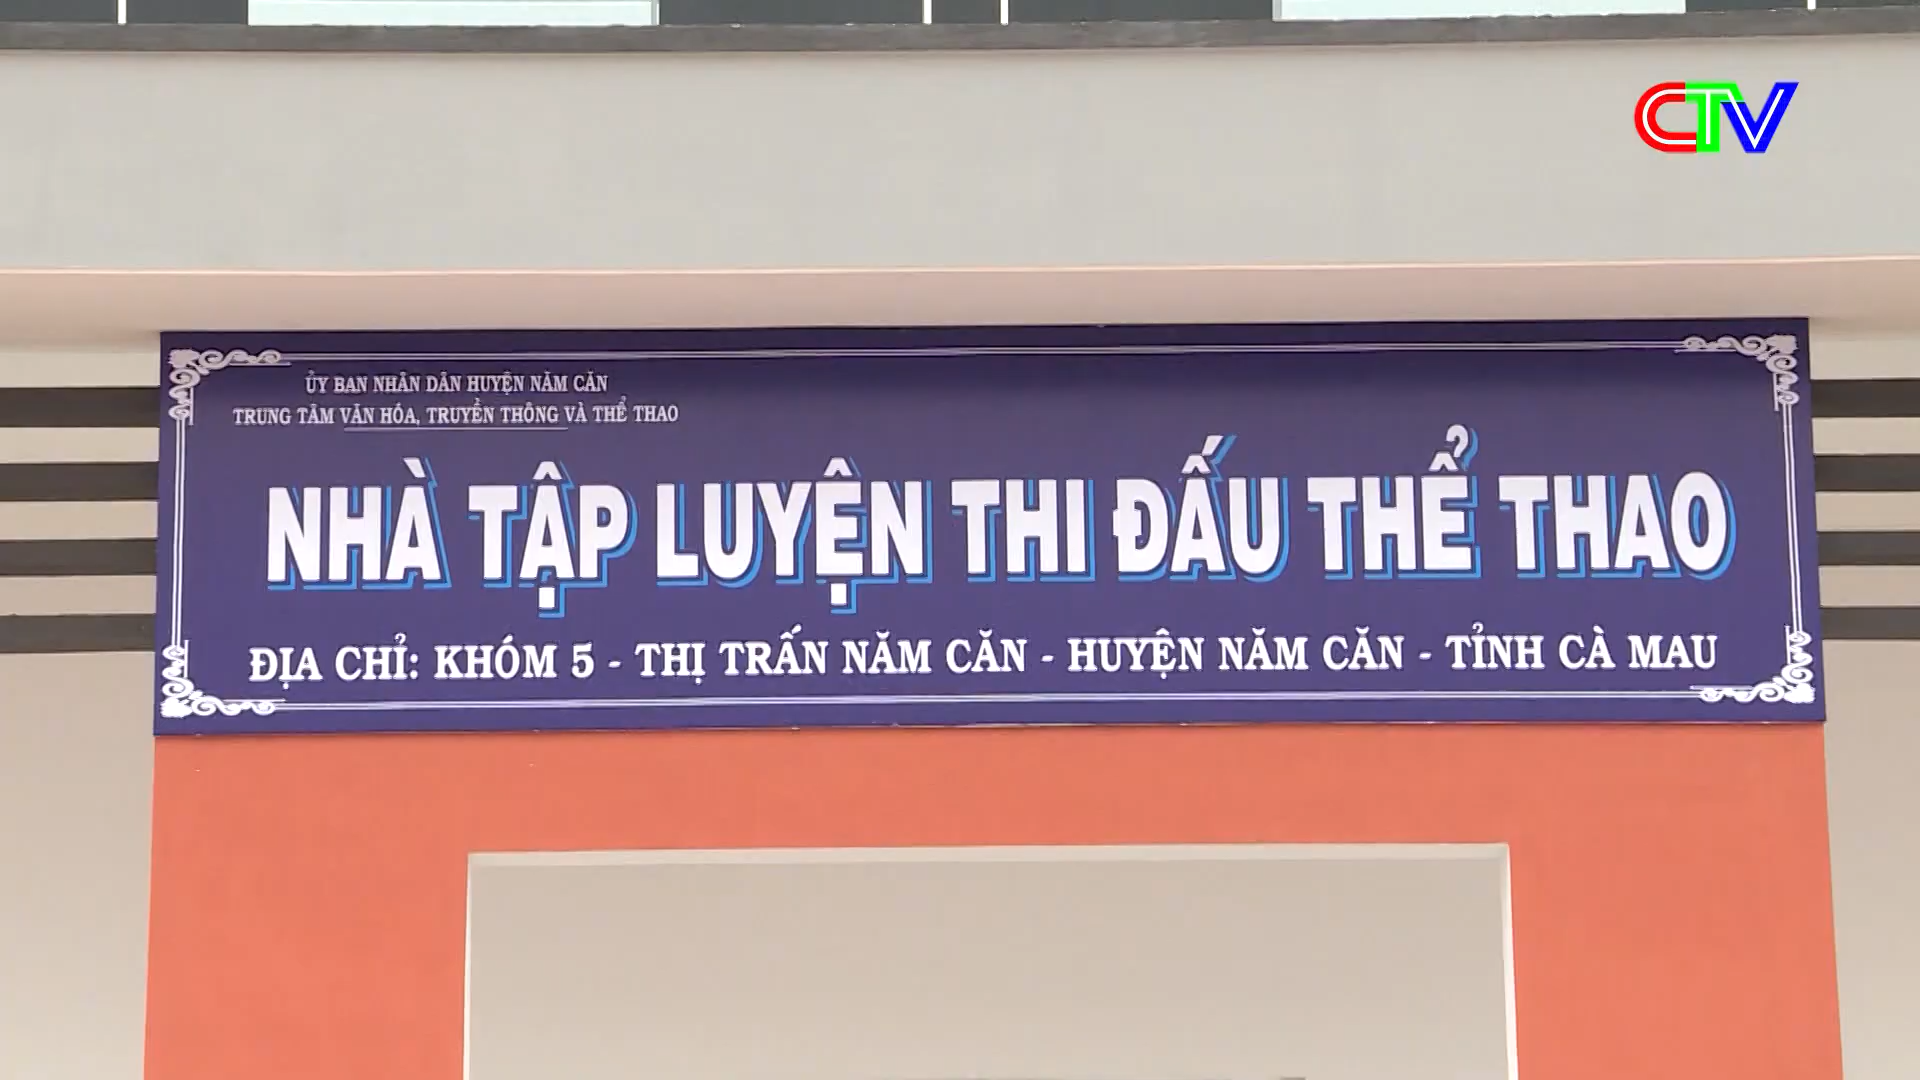 CTV
ỦY BAN NHÂN DÂN HUYỆN NĂM CĂN
TRUNG TÂM VĂN HÓA, TRUYỀN THÔNG VÀ THỂ THAO
NHÀ TẬP LUYỆN THI ĐẤU THỂ THAO
ĐỊA CHỈ: KHÓM 5 - THỊ TRẤN NĂM CĂN - HUYỆN NĂM CĂN - TỈNH CÀ MAU